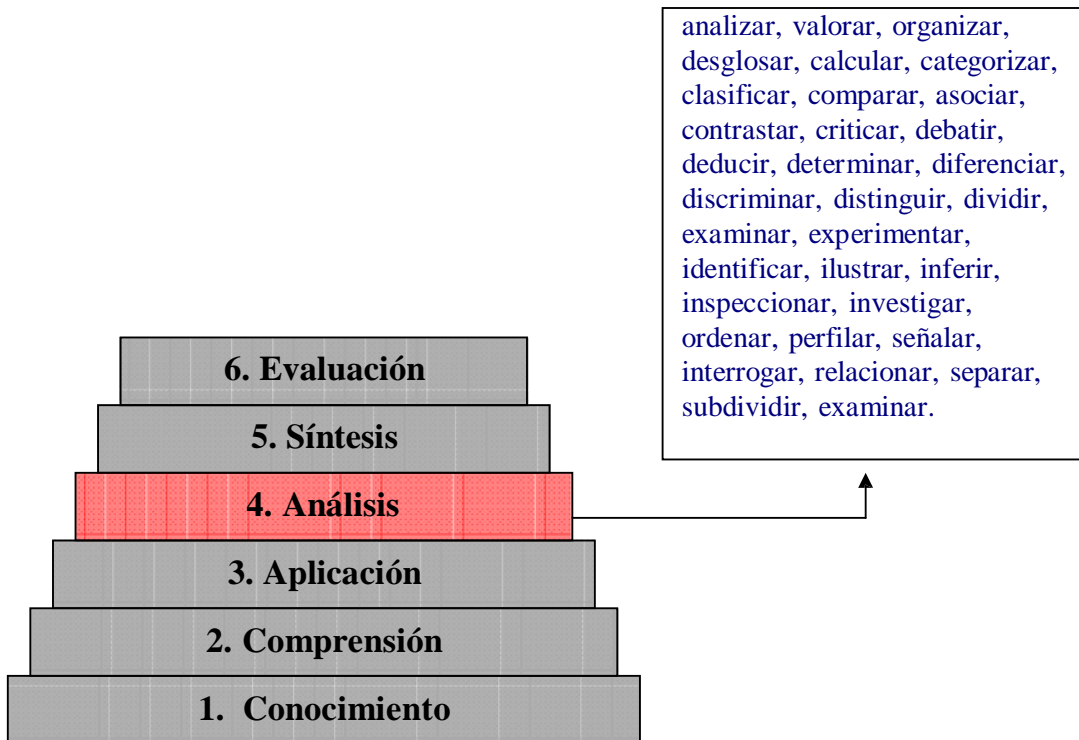 analizar, valorar, organizar,
desglosar, calcular, categorizar,
clasificar, comparar, asociar,
contrastar, criticar, debatir,
deducir, determinar, diferenciar,
discriminar, distinguir, dividir,
examinar, experimentar,
identificar, ilustrar, inferir,
inspeccionar, investigar,
ordenar, perfilar, señalar,
interrogar, relacionar, separar,
subdividir, examinar.
6. Evaluación
5. Síntesis
4. Análisis
3. Aplicación
2. Comprensión
1. Conocimiento